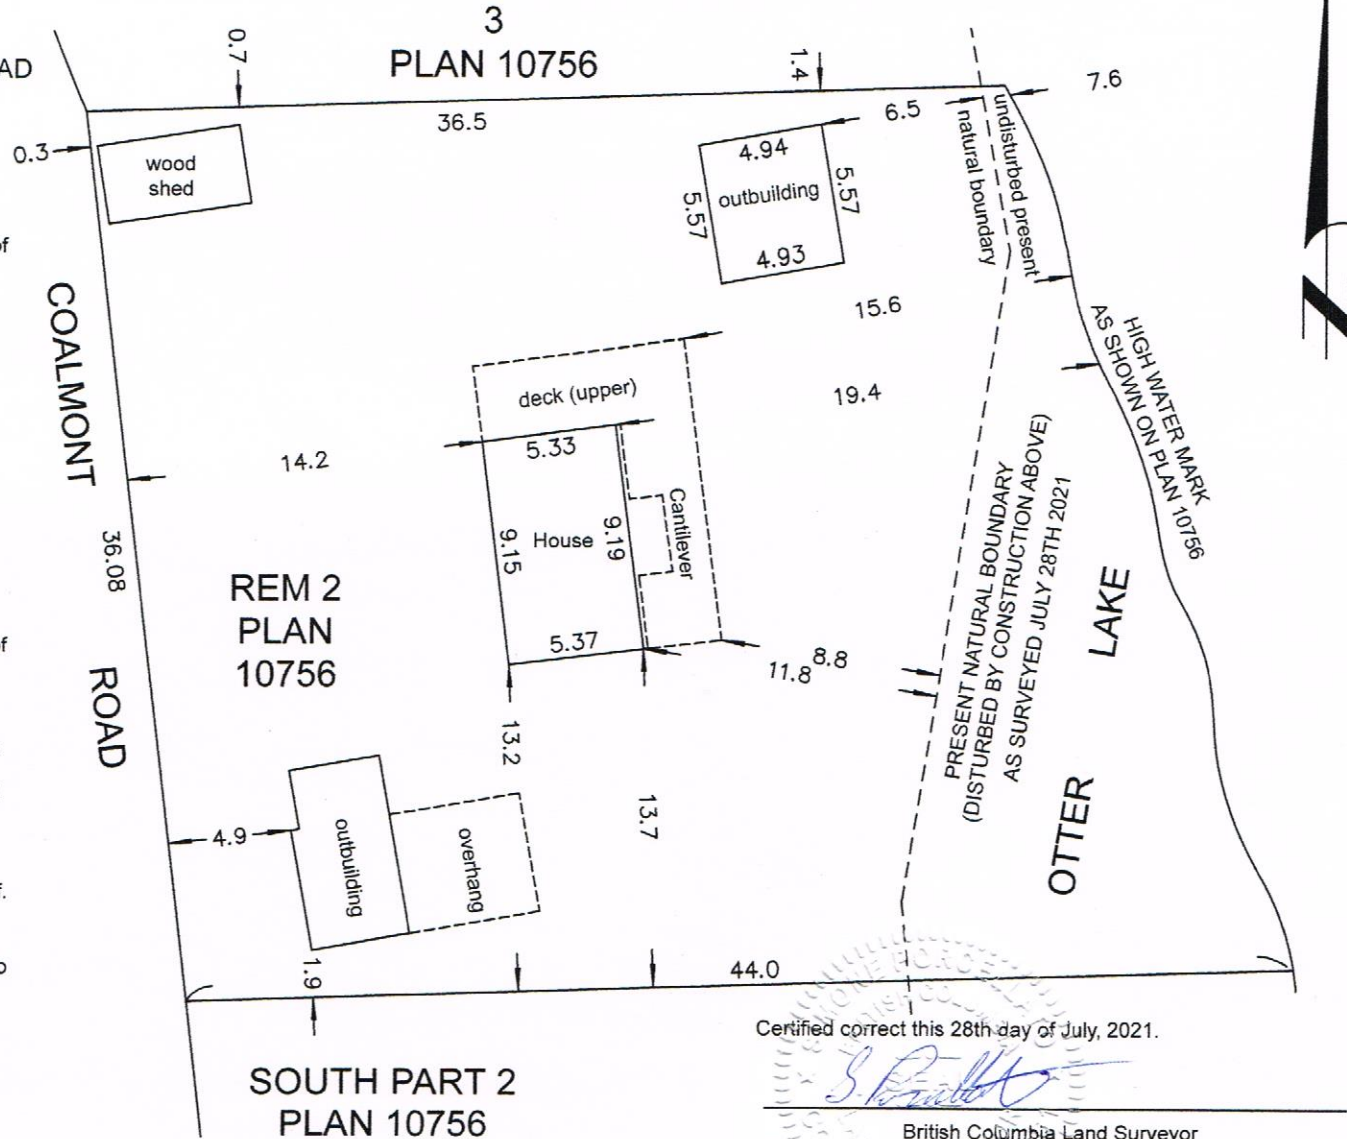 3
PLAN 10756
AD
0.7
1.4
7.6
36.5
6.5
0.3
wood
shed
4.94
5.57
outbuilding
5.57
4.93
undisturbed present
natural boundary
of
15.6
COALMONT
ROAD
36.08
HIGH WATER MARK
AS SHOWN ON PLAN 10756
deck (upper)
19.4
14.2
5.33
9.15
House
9.19
Cantilever
5.37
REM 2
PLAN
10756
of
11.8
8.8
PRESENT NATURAL BOUNDARY
(DISTURBED BY CONSTRUCTION ABOVE)
AS SURVEYED JULY 28TH 2021
OTTER LAKE
13.2
13.7
4.9
outbuilding
overhang
1.9
44.0
SOUTH PART 2
PLAN 10756
Certified correct this 28th day of July, 2021.
British Columbia Land Surveyor